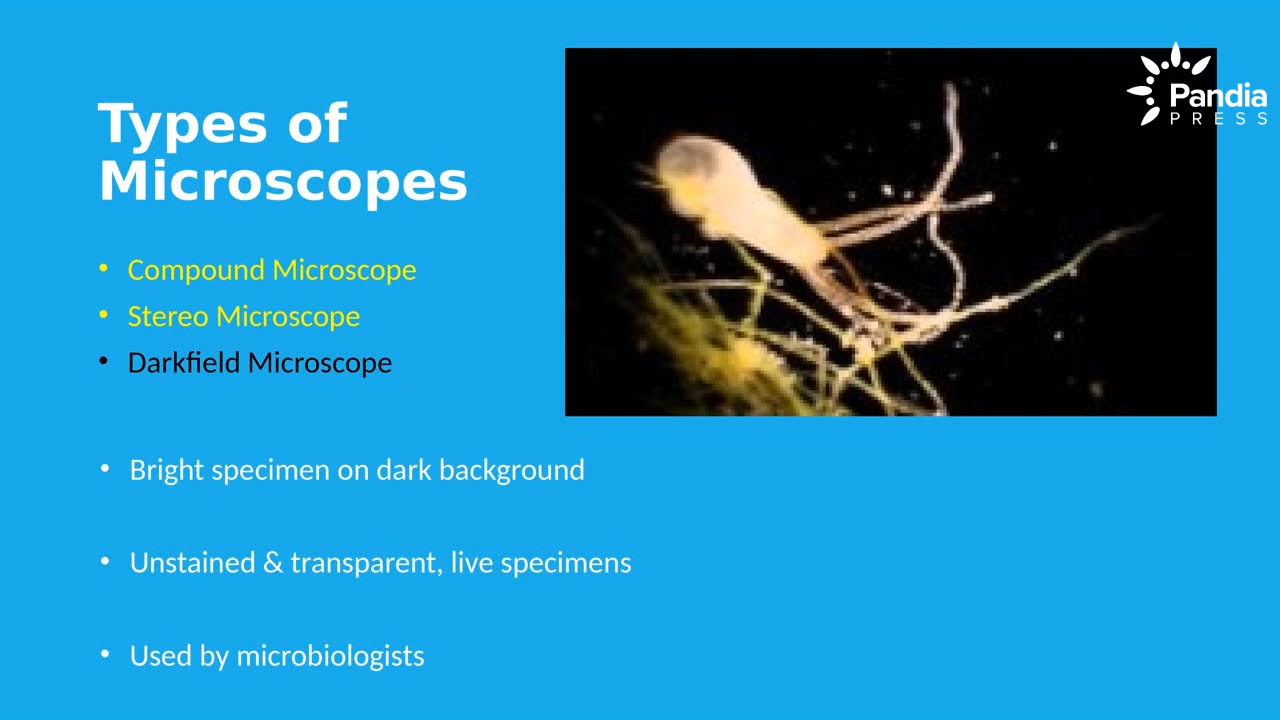 Types of
Microscopes
• Compound Microscope
• Stereo Microscope
• Darkfield Microscope
• Bright specimen on dark background
• Unstained & transparent, live specimens
• Used by microbiologists
Pandia
PRESS